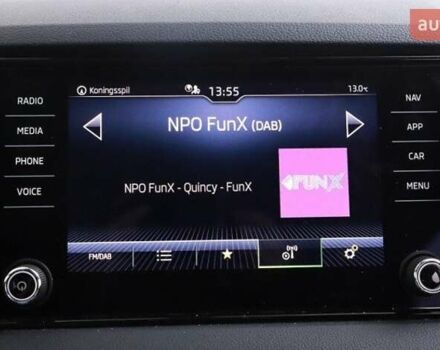 au
Koningsspil
13:55
13.0°C
RADIO
MEDIA
PHONE
VOICE
NPO FunX (DAB)
NPO FunX - Quincy - FunX
FUNX
NAV
APP
CAR
MENU
FM/DAB